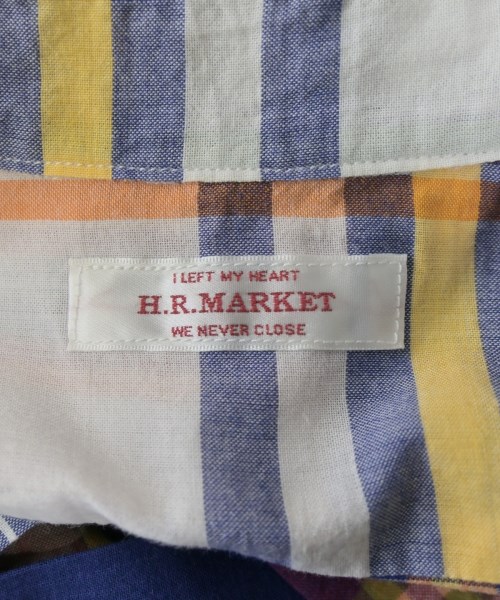 I LEFT MY HEART
H.R.MARKET
WE NEVER CLOSE